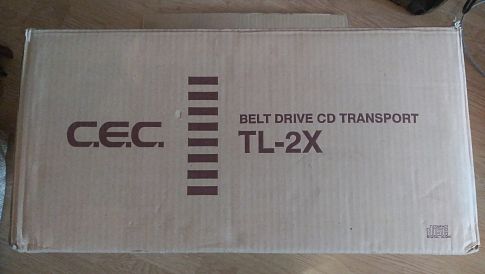 C.E.C.
BELT DRIVE CD TRANSPORT
TL-2X